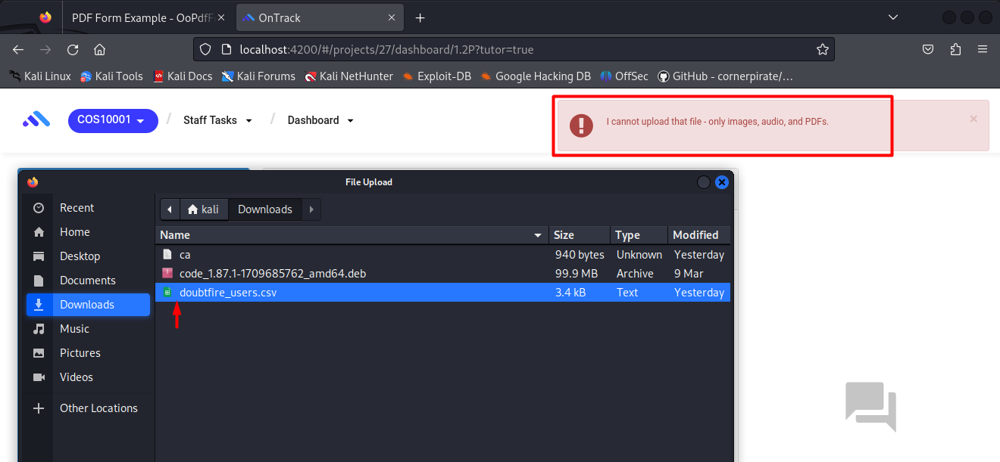 PDF Form Example - OoPdfF
OnTrack
localhost:4200/#/projects/27/dashboard/1.2P?tutor=true
Kali Linux Kali Tools Kali Docs Kali Forums Kali NetHunter Exploit-DB Google Hacking DB OffSec GitHub - cornerpirate/...
COS10001 / Staff Tasks / Dashboard
I cannot upload that file - only images, audio, and PDFs.
File Upload
Recent
Home
Desktop
Documents
Downloads
Music
Pictures
Videos
Other Locations
kali Downloads
Name Size Type Modified
ca 940 bytes Unknown Yesterday
code_1.87.1-1709685762_amd64.deb 99.9 MB Archive 9 Mar
doubtfire_users.csv 3.4 kB Text Yesterday